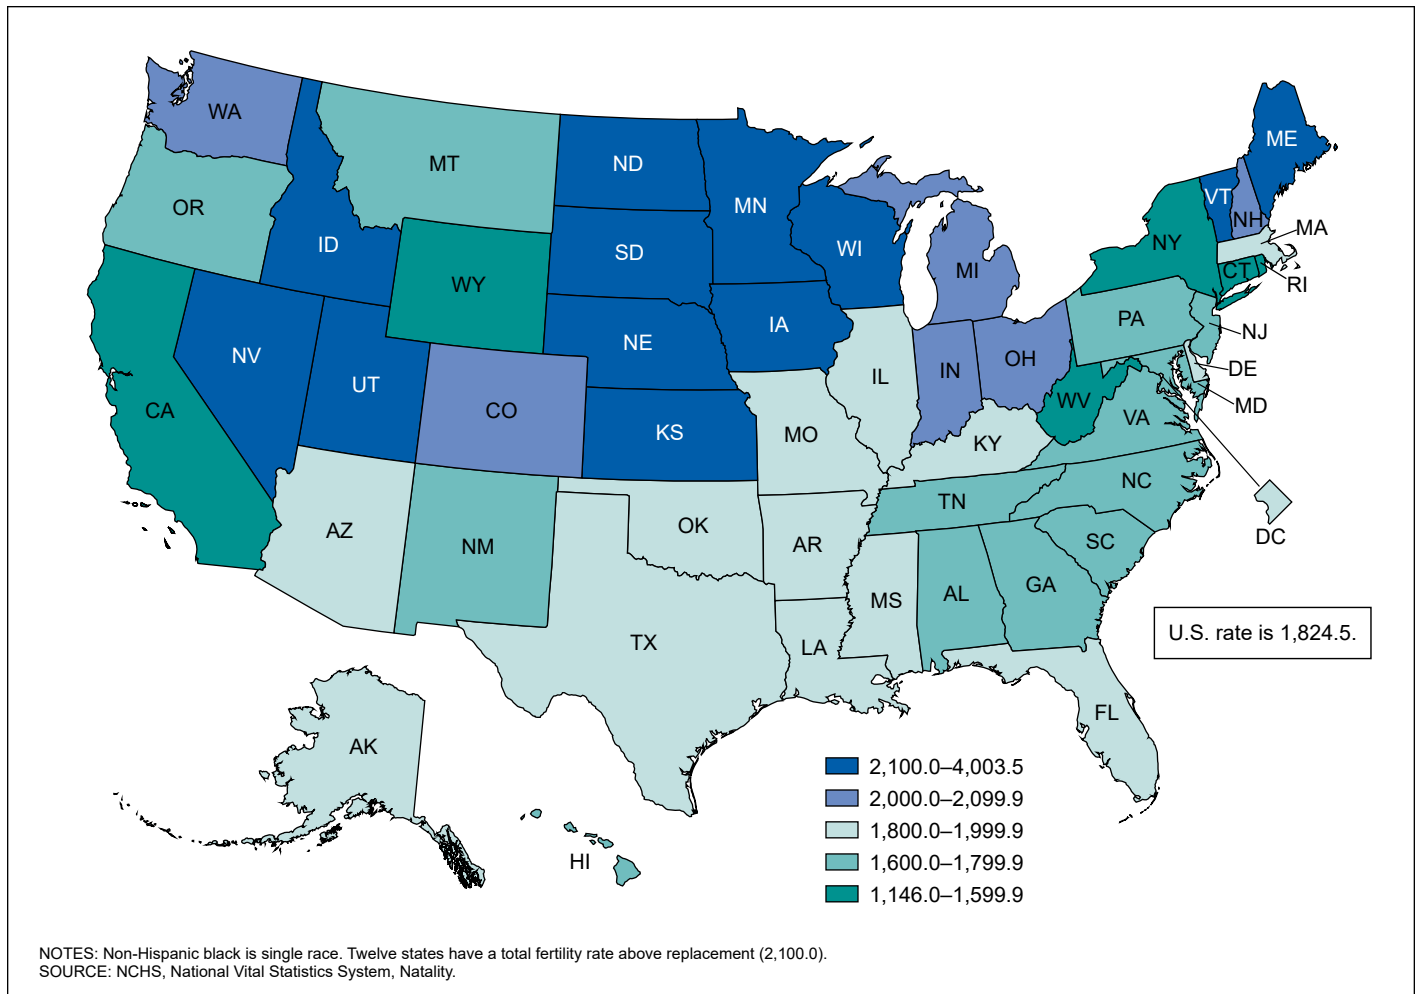 WA
ME
MT
ND
VT
OR
MN
NH
MA
ID
SD
WI
NY
MI
CT
RI
WY
PA
IA
NJ
NE
NV
OH
IN
DE
UT
IL
CO
WV
MD
CA
VA
KS
MO
KY
NC
TN
OK
AZ
DC
SC
AR
NM
GA
AL
MS
U.S. rate is 1,824.5.
TX
LA
FL
AK
2,100.0–4,003.5
2,000.0–2,099.9
1,800.0–1,999.9
HI
1,600.0–1,799.9
1,146.0–1,599.9
NOTES: Non-Hispanic black is single race. Twelve states have a total fertility rate above replacement (2,100.0).
SOURCE: NCHS, National Vital Statistics System, Natality.